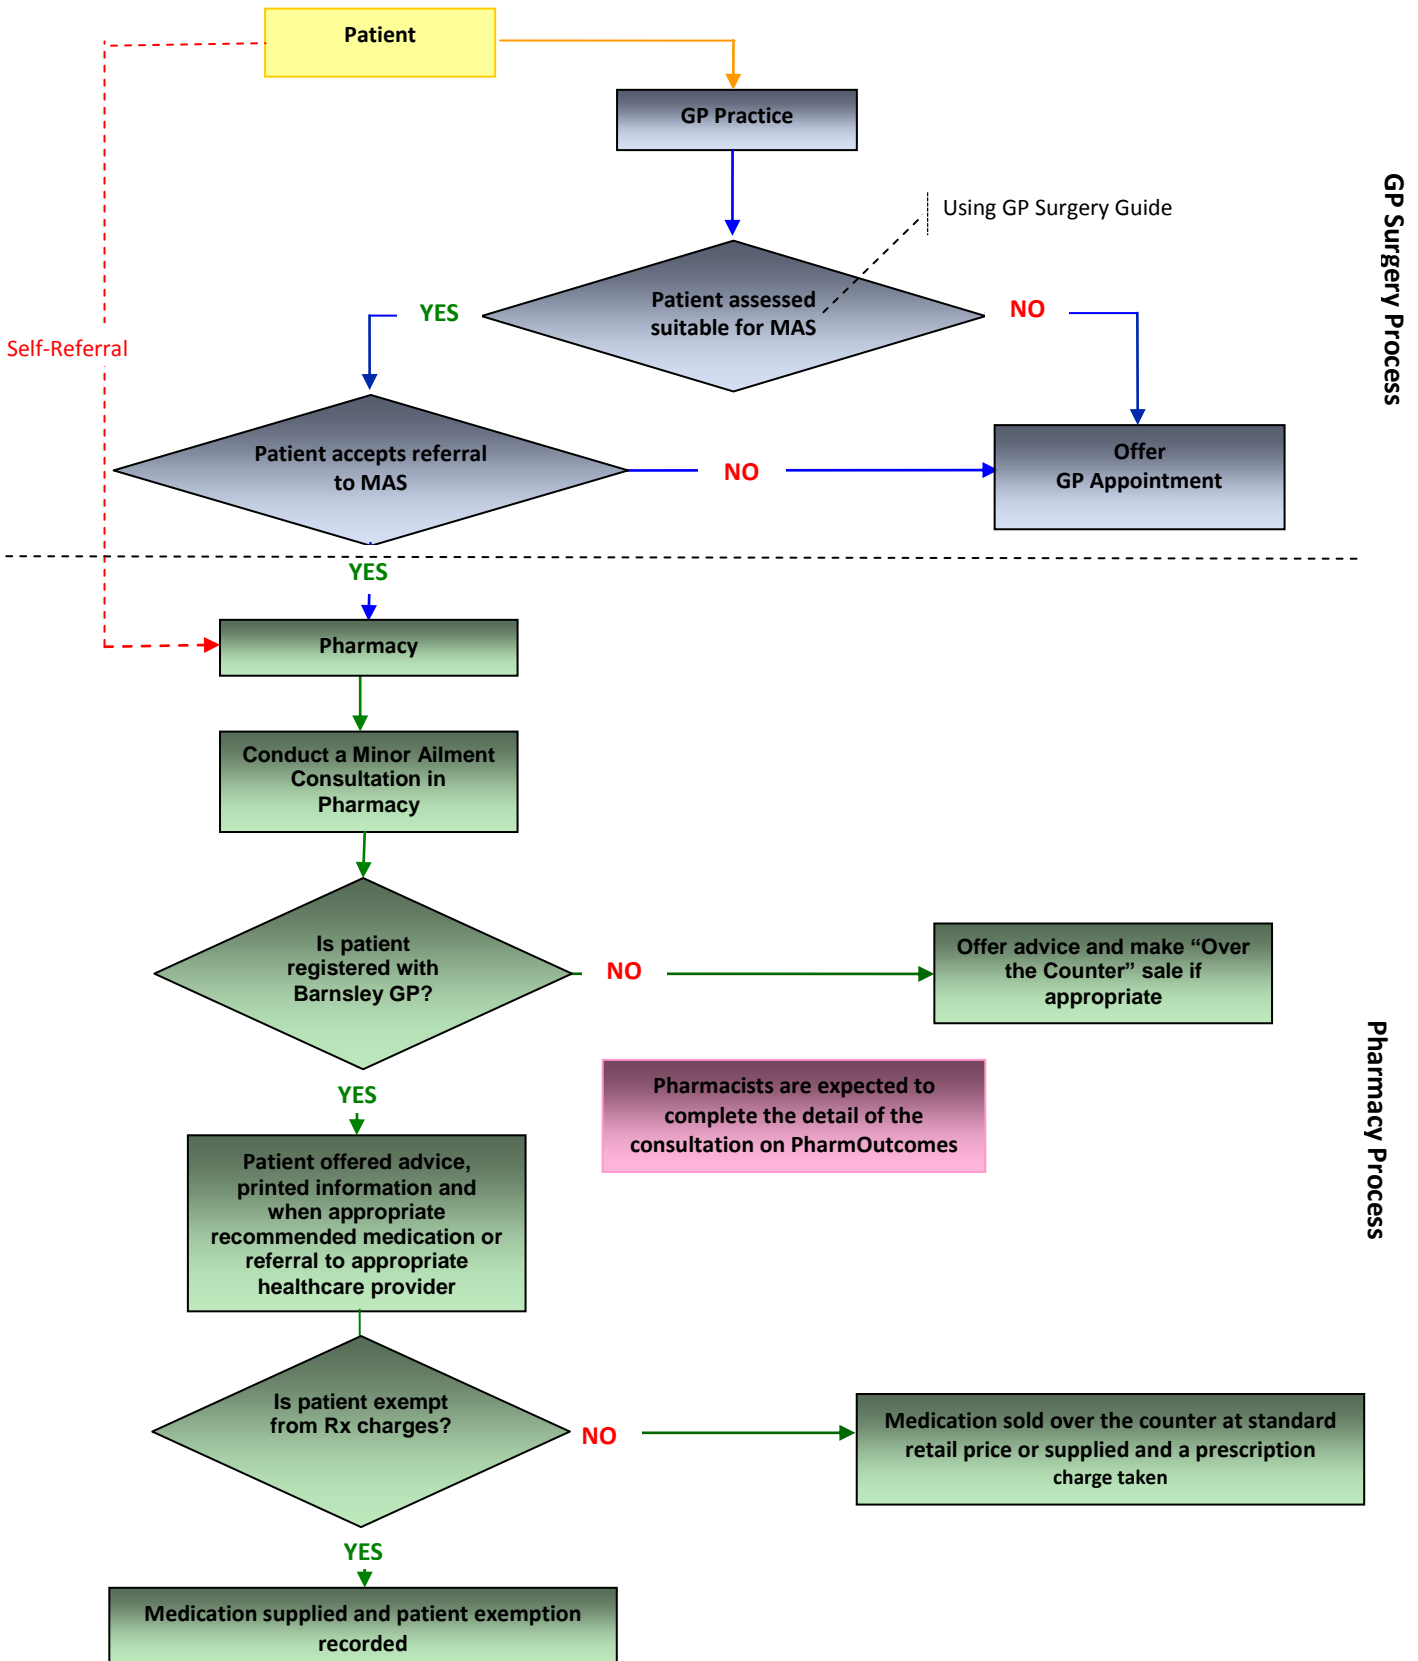 Patient
GP Practice
Using GP Surgery Guide
Patient assessed
suitable for MAS
YES
NO
Self-Referral
GP Surgery Process
Patient accepts referral
to MAS
NO
Offer
GP Appointment
YES
Pharmacy
Conduct a Minor Ailment
Consultation in
Pharmacy
Is patient
registered with
Barnsley GP?
NO
Offer advice and make “Over
the Counter” sale if
appropriate
Pharmacy Process
YES
Pharmacists are expected to
complete the detail of the
consultation on PharmOutcomes
Patient offered advice,
printed information and
when appropriate
recommended medication or
referral to appropriate
healthcare provider
Is patient exempt
from Rx charges?
NO
Medication sold over the counter at standard
retail price or supplied and a prescription
charge taken
YES
Medication supplied and patient exemption
recorded